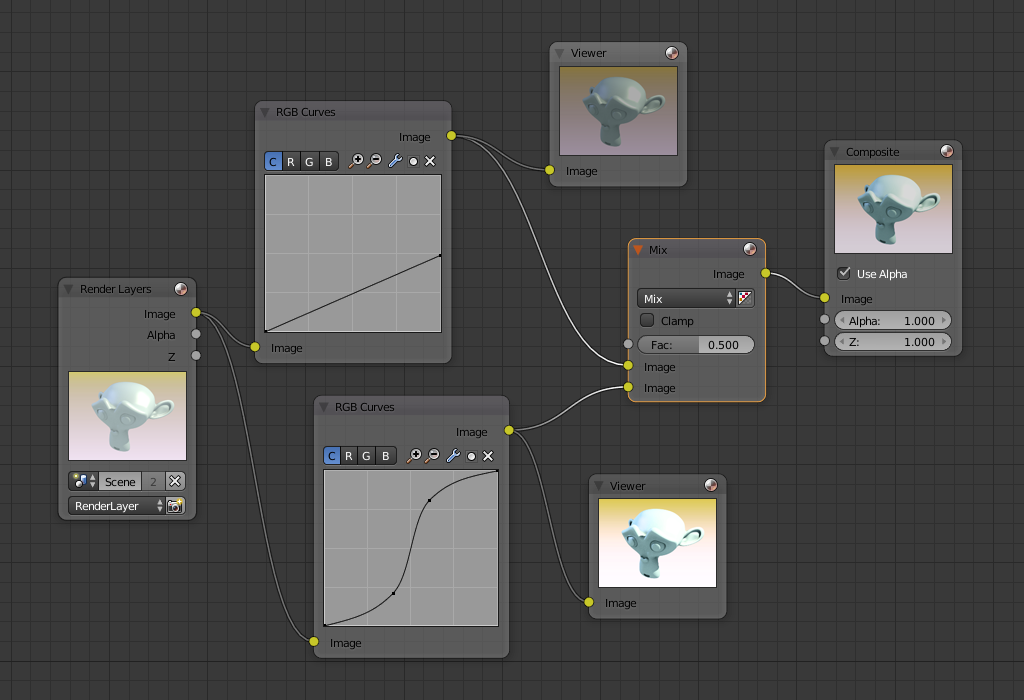 Render Layers
Image
Alpha
Z
Scene 2
RenderLayer
RGB Curves
Image
C R G B
Image
RGB Curves
Image
C R G B
Image
Viewer
Image
Viewer
Image
Mix
Image
Mix
Clamp
Fac: 0.500
Image
Image
Composite
Use Alpha
Image
Alpha: 1.000
Z: 1.000